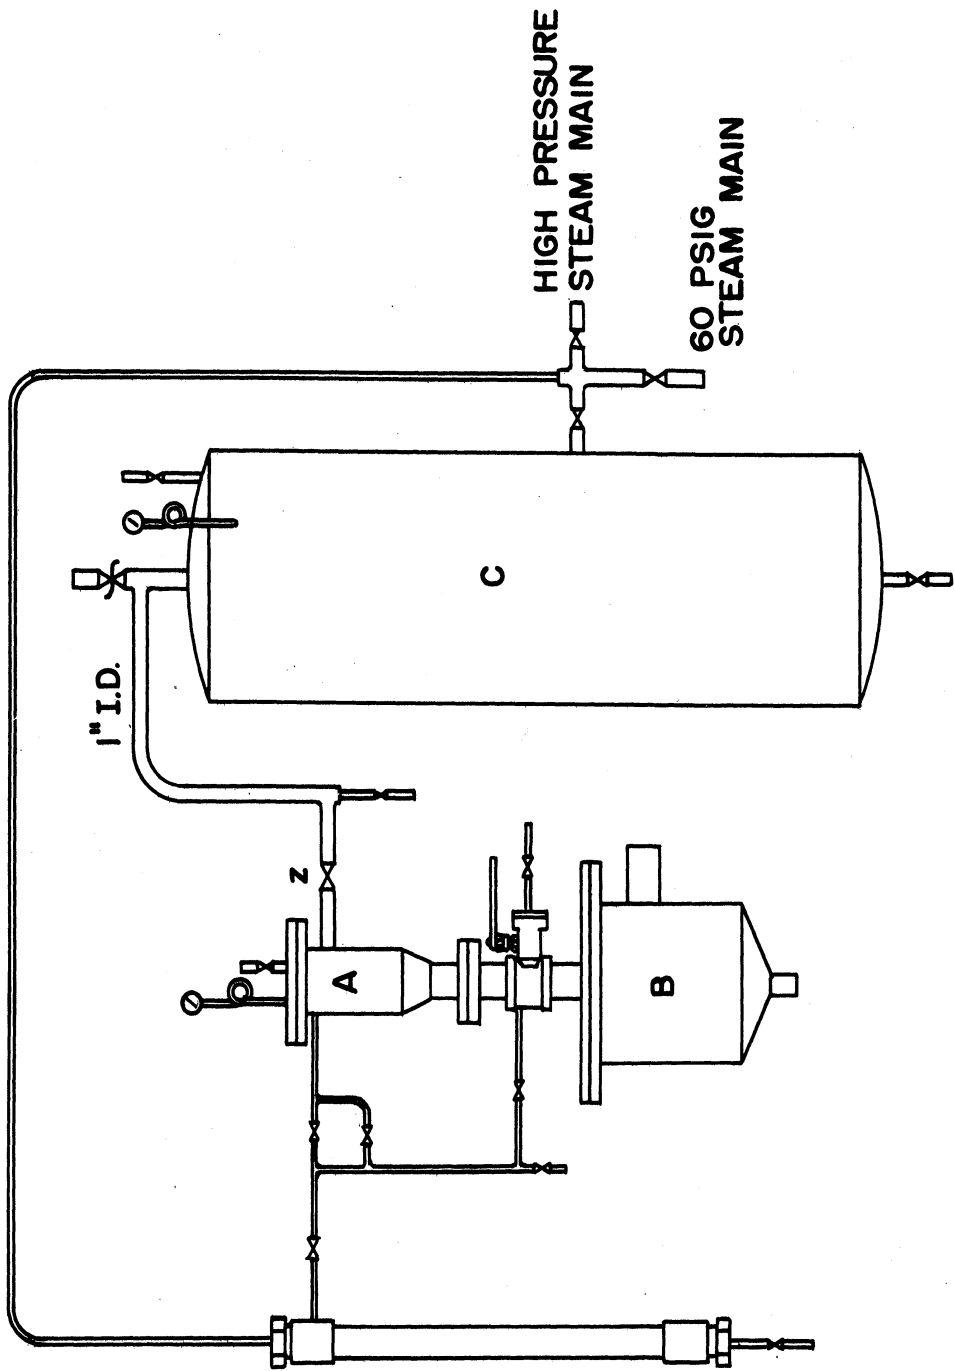 HIGH PRESSURE
STEAM MAIN
60 PSIG
STEAM MAIN
1" I.D.
C
Z
A
B